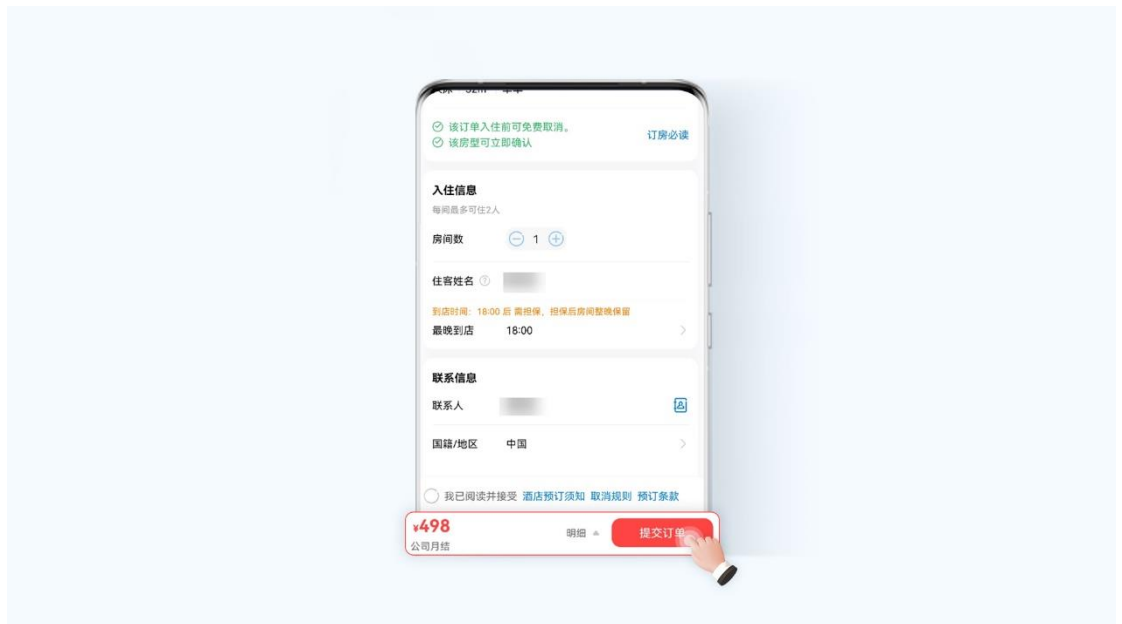 该订单入住前可免费取消。
该房型可立即确认
订房必读
入住信息
每间最多可住2人
房间数 1
住客姓名
到店时间：18:00 后 需担保，担保后房间整晚保留
最晚到店 18:00
联系信息
联系人
国籍/地区 中国
我已阅读并接受 酒店预订须知 取消规则 预订条款
¥498
明细
提交订单
公司月结